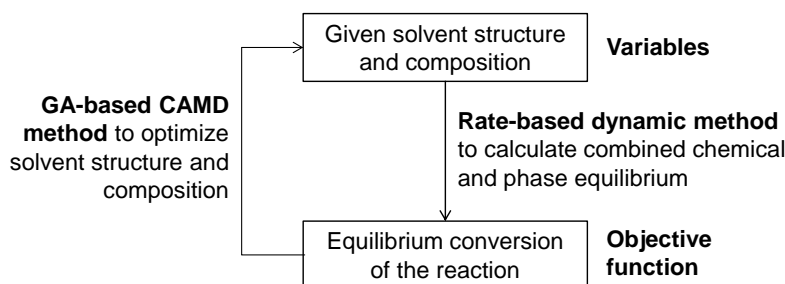 Given solvent structure
and composition
Variables
GA-based CAMD
method to optimize
solvent structure and
composition
Rate-based dynamic method
to calculate combined chemical
and phase equilibrium
Equilibrium conversion
of the reaction
Objective
function